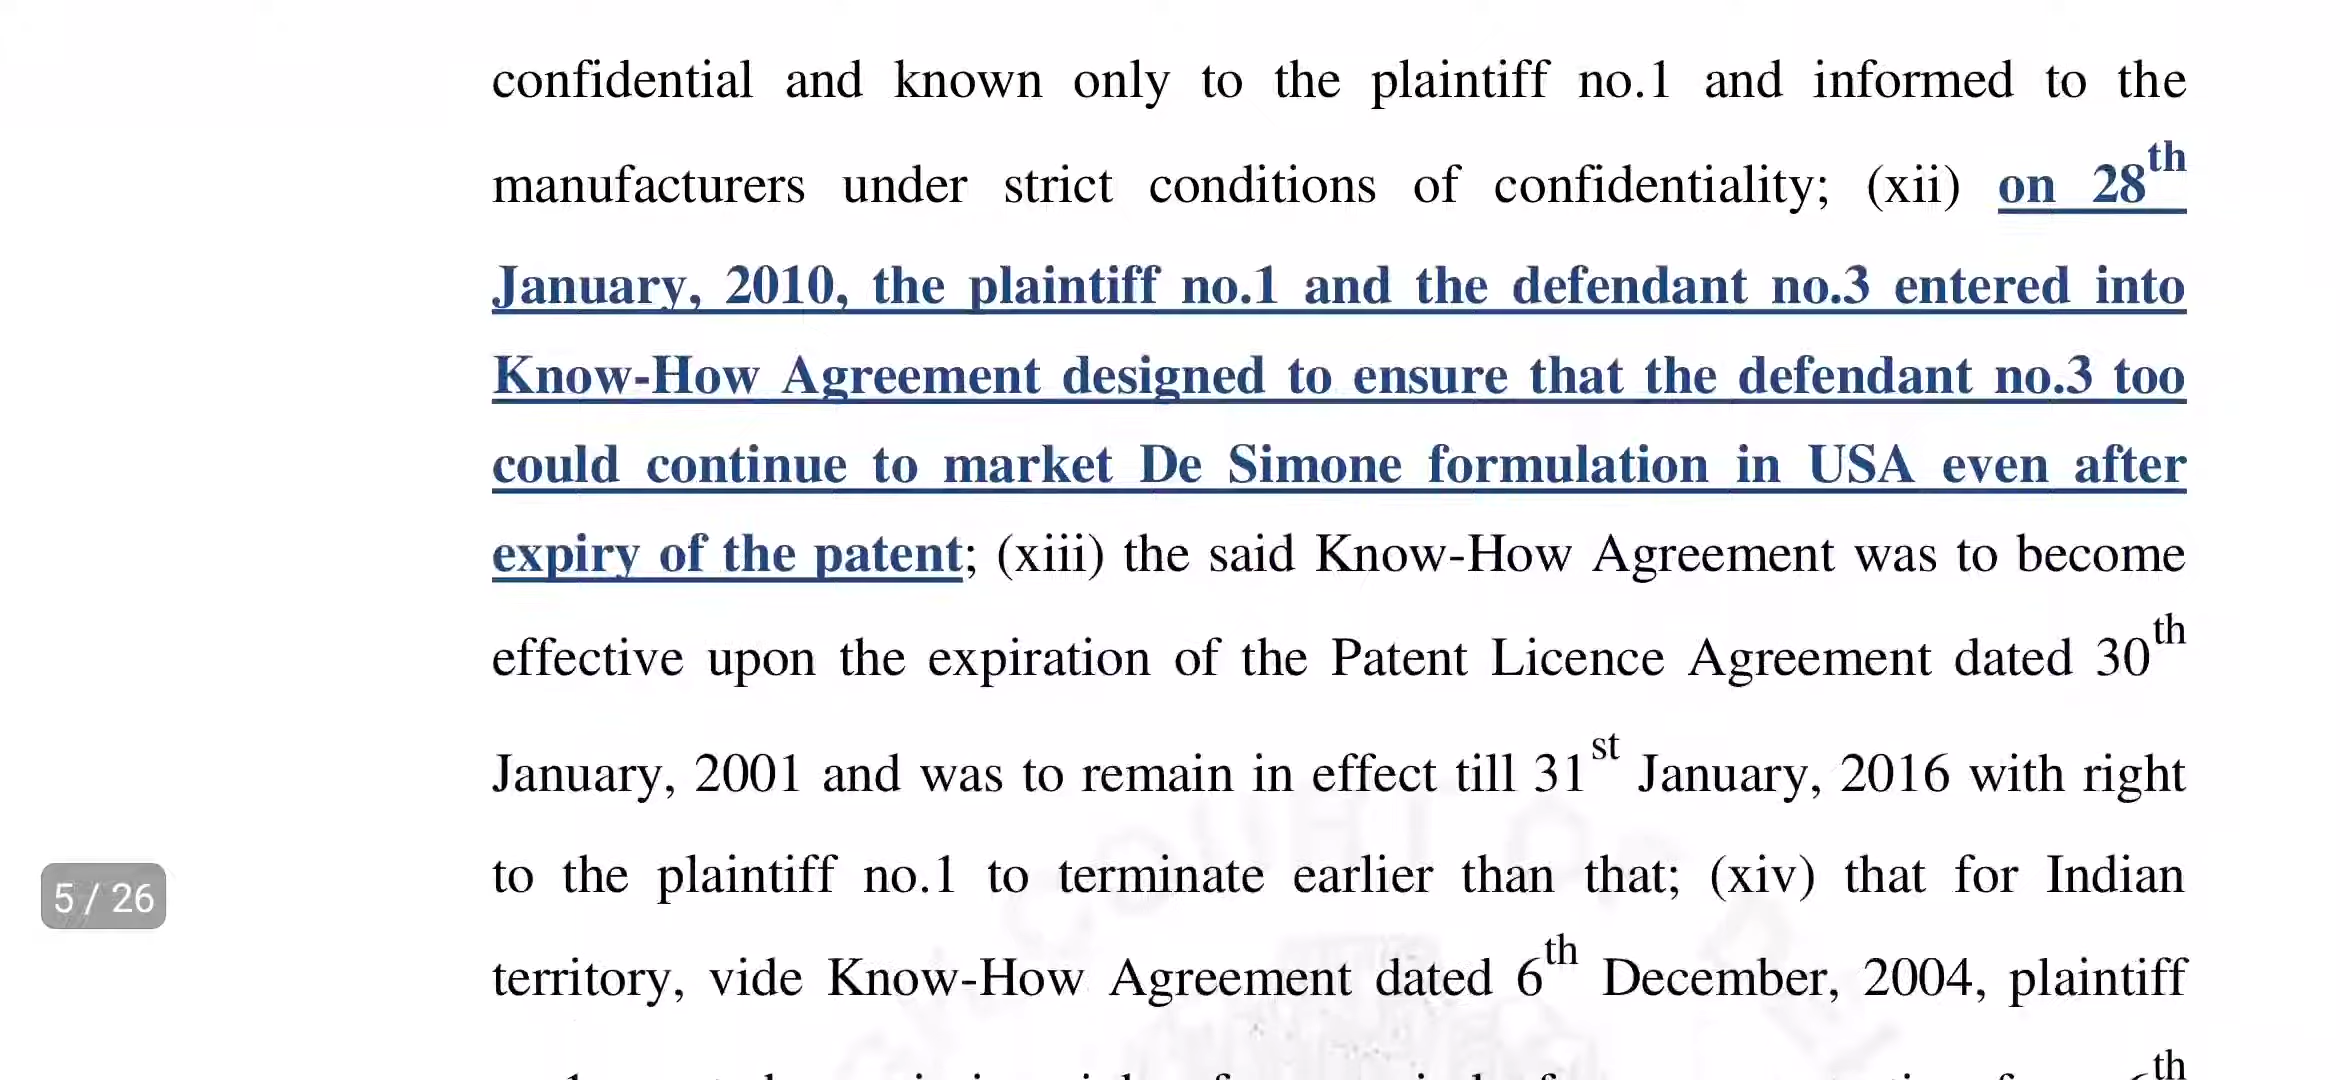 confidential and known only to the plaintiff no.1 and informed to the
manufacturers under strict conditions of confidentiality; (xii) on 28th
January, 2010, the plaintiff no.1 and the defendant no.3 entered into
Know-How Agreement designed to ensure that the defendant no.3 too
could continue to market De Simone formulation in USA even after
expiry of the patent; (xiii) the said Know-How Agreement was to become
effective upon the expiration of the Patent Licence Agreement dated 30th
January, 2001 and was to remain in effect till 31st January, 2016 with right
to the plaintiff no.1 to terminate earlier than that; (xiv) that for Indian
5 / 26
territory, vide Know-How Agreement dated 6th December, 2004, plaintiff